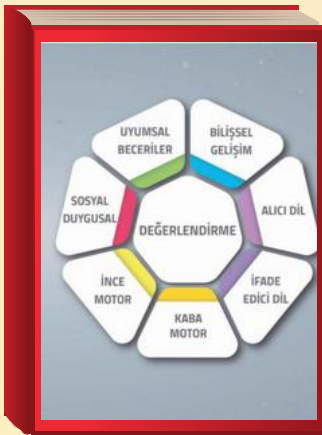 UYUMSAL
BECERİLER
BİLİŞSEL
GELİŞİM
SOSYAL
DUYGUSAL
DEĞERLENDİRME
ALICI DİL
İNCE
MOTOR
İFADE
EDİCİ DİL
KABA
MOTOR